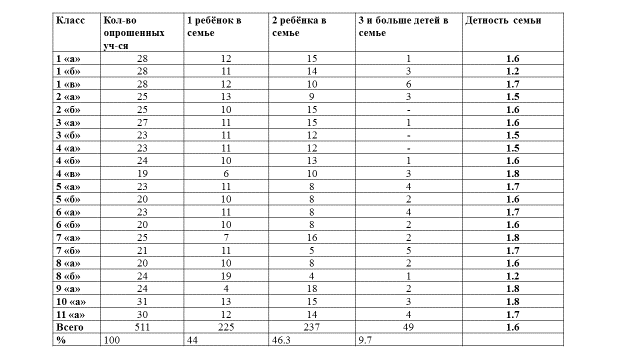 Класс Кол-во опрошенных уч-ся 1 ребёнок в семье 2 ребёнка в семье 3 и больше детей в семье Детность семьи
1 «а» 28 12 15 1 1.6
1 «б» 28 11 14 3 1.2
1 «в» 28 12 10 6 1.7
2 «а» 25 13 9 3 1.5
2 «б» 25 10 15 - 1.6
3 «а» 27 11 15 1 1.6
3 «б» 23 11 12 - 1.5
4 «а» 23 11 12 - 1.5
4 «б» 24 10 13 1 1.6
4 «в» 19 6 10 3 1.8
5 «а» 23 11 8 4 1.7
5 «б» 20 10 8 2 1.6
6 «а» 23 11 8 4 1.7
6 «б» 20 10 8 2 1.6
7 «а» 25 7 16 2 1.8
7 «б» 21 11 5 5 1.7
8 «а» 20 10 8 2 1.6
8 «б» 24 19 4 1 1.2
9 «а» 24 4 18 2 1.8
10 «а» 31 13 15 3 1.8
11 «а» 30 12 14 4 1.7
Всего 511 225 237 49 1.6
% 100 44 46.3 9.7